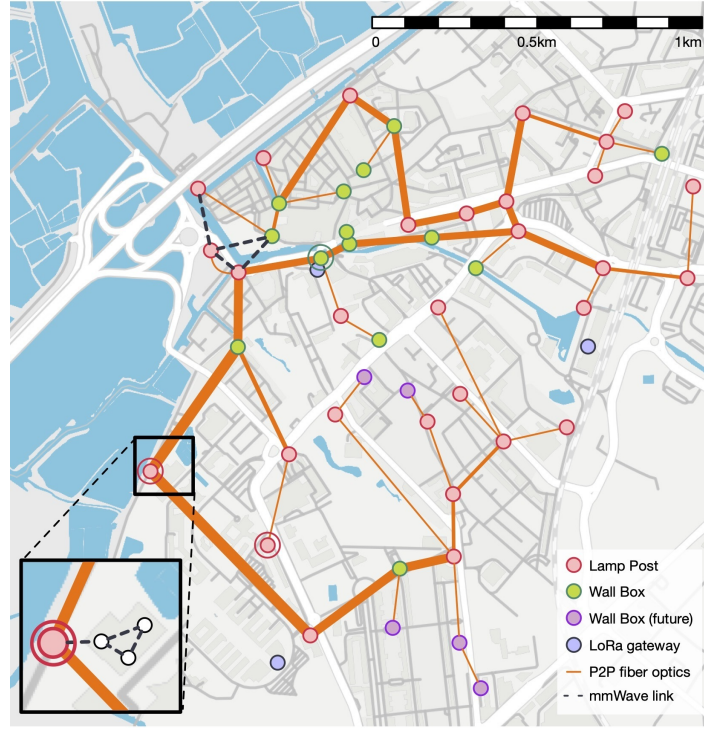 0 0.5km 1km
Lamp Post
Wall Box
Wall Box (future)
LoRa gateway
P2P fiber optics
mmWave link